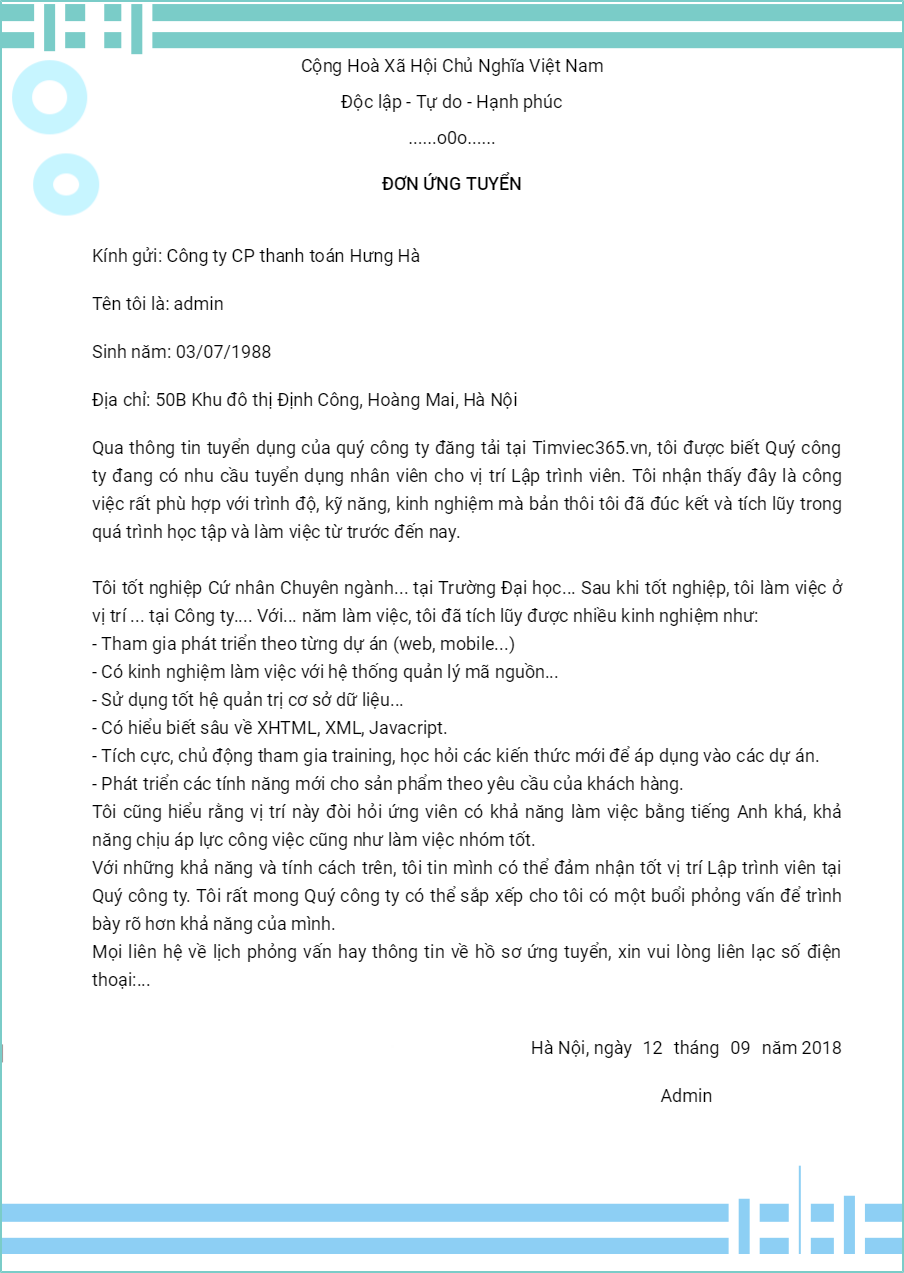 Cộng Hoà Xã Hội Chủ Nghĩa Việt Nam
Độc lập - Tự do - Hạnh phúc
......o0o......
ĐƠN ỨNG TUYỂN
Kính gửi: Công ty CP thanh toán Hưng Hà
Tên tôi là: admin
Sinh năm: 03/07/1988
Địa chỉ: 50B Khu đô thị Định Công, Hoàng Mai, Hà Nội
Qua thông tin tuyển dụng của quý công ty đăng tải tại Timviec365.vn, tôi được biết Quý công
ty đang có nhu cầu tuyển dụng nhân viên cho vị trí Lập trình viên. Tôi nhận thấy đây là công
việc rất phù hợp với trình độ, kỹ năng, kinh nghiệm mà bản thôi tôi đã đúc kết và tích lũy trong
quá trình học tập và làm việc từ trước đến nay.
Tôi tốt nghiệp Cứ nhân Chuyên ngành... tại Trường Đại học... Sau khi tốt nghiệp, tôi làm việc ở
vị trí ... tại Công ty.... Với... năm làm việc, tôi đã tích lũy được nhiều kinh nghiệm như:
- Tham gia phát triển theo từng dự án (web, mobile...)
- Có kinh nghiệm làm việc với hệ thống quản lý mã nguồn...
- Sử dụng tốt hệ quản trị cơ sở dữ liệu...
- Có hiểu biết sâu về XHTML, XML, Javacript.
- Tích cực, chủ động tham gia training, học hỏi các kiến thức mới để áp dụng vào các dự án.
- Phát triển các tính năng mới cho sản phẩm theo yêu cầu của khách hàng.
Tôi cũng hiểu rằng vị trí này đòi hỏi ứng viên có khả năng làm việc bằng tiếng Anh khá, khả
năng chịu áp lực công việc cũng như làm việc nhóm tốt.
Với những khả năng và tính cách trên, tôi tin mình có thể đảm nhận tốt vị trí Lập trình viên tại
Quý công ty. Tôi rất mong Quý công ty có thể sắp xếp cho tôi có một buổi phỏng vấn để trình
bày rõ hơn khả năng của mình.
Mọi liên hệ về lịch phỏng vấn hay thông tin về hồ sơ ứng tuyển, xin vui lòng liên lạc số điện
thoại:...
Hà Nội, ngày 12 tháng 09 năm 2018
Admin